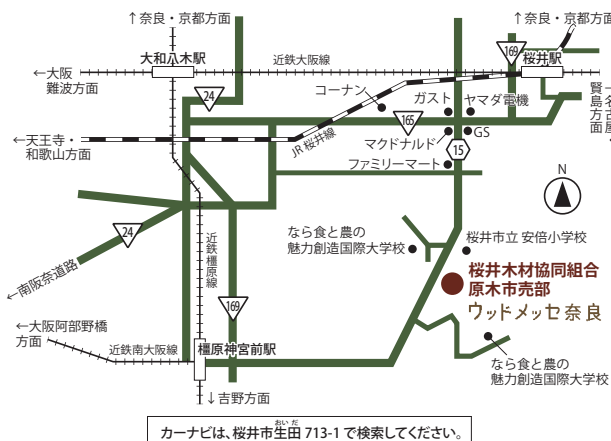 ↑奈良・京都方面
↑奈良・京都方面
大和八木駅
近鉄大阪線
169
桜井駅
←大阪
難波方面
24
コーナン
ガスト
ヤマダ電機
165
←天王寺・
和歌山方面
JR 桜井線
マクドナルド
GS
15
ファミリーマート
N
24
←南阪奈道路
近鉄橿原線
なら食と農の
魅力創造国際大学校
桜井市立 安倍小学校
桜井木材協同組合
原木市売部
ウッドメッセ奈良
169
←大阪阿部野橋
方面
近鉄南大阪線
橿原神宮前駅
なら食と農の
魅力創造国際大学校
↓吉野方面
おいだ
カーナビは、桜井市生田 713-1 で検索してください。